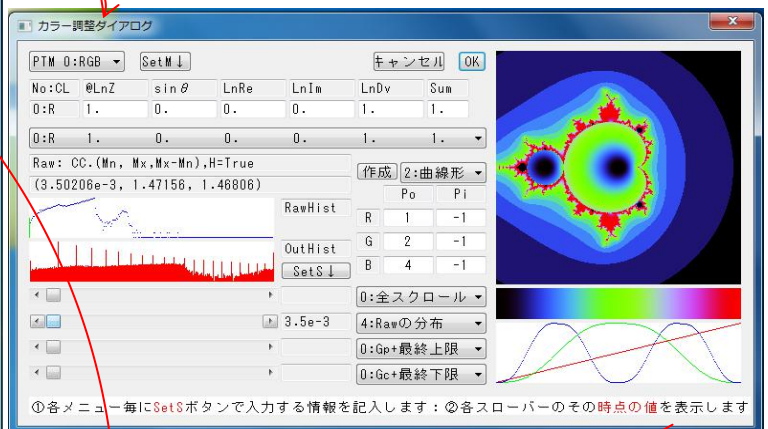 カラー調整ダイアログ
PTM 0:RGB SetM↓ キャンセル OK
No:CL @LnZ sinθ LnRe LnIm LnDv Sum
0:R 1. 0. 0. 0. 1. 1.
0:R 1. 0. 0. 0. 1. 1.
Raw: CC.(Mn, Mx,Mx-Mn),H=True
(3.50206e-3, 1.47156, 1.46806)
作成 2:曲線形
Po Pi
RawHist
R 1 -1
G 2 -1
OutHist
B 4 -1
SetS↓
0:全スクロール
3.5e-3 4:Rawの分布
0:Gp+最終上限
0:Gc+最終下限
①各メニュー毎にSetSボタンで入力する情報を記入します:②各スローバーのその時点の値を表示します